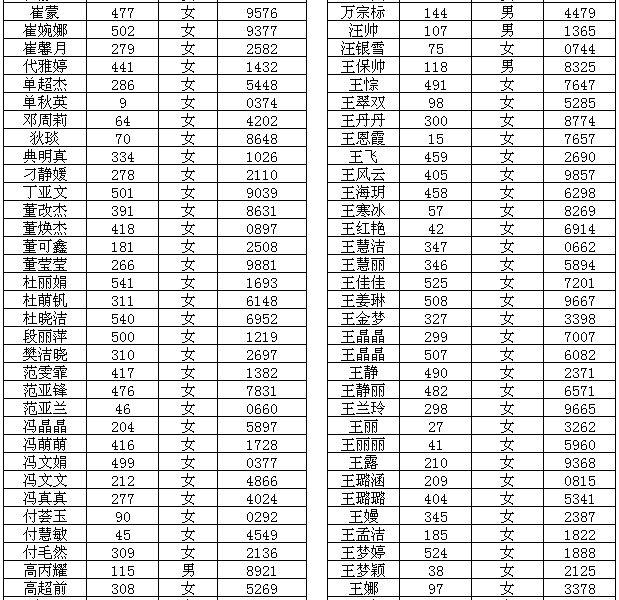 崔蒙 477 女 9576
崔婉娜 502 女 9377
崔馨月 279 女 2582
代雅婷 441 女 1432
单超杰 286 女 5448
单秋英 9 女 0374
邓周莉 64 女 4202
狄琰 70 女 8648
典明真 334 女 1026
刁静媛 278 女 2110
丁亚文 501 女 9039
董改杰 391 女 8631
董焕杰 418 女 0897
董可鑫 181 女 2508
董莹莹 266 女 9881
杜丽娟 541 女 1693
杜萌钒 311 女 6148
杜晓洁 540 女 6952
段丽萍 500 女 1219
樊洁晓 310 女 2697
范雯霏 417 女 1382
范亚锋 476 女 7831
范亚兰 46 女 0660
冯晶晶 204 女 5897
冯萌萌 416 女 1728
冯文娟 499 女 0377
冯文文 212 女 4866
冯真真 277 女 4024
付荟玉 90 女 0292
付慧敏 45 女 4549
付毛然 309 女 2136
高丙耀 115 男 8921
高超前 308 女 5269
万宗标 144 男 4479
汪帅 107 男 1365
汪银雪 75 女 0744
王保帅 118 男 8325
王悰 491 女 7647
王翠双 98 女 5285
王丹丹 300 女 8774
王恩霞 15 女 7657
王飞 459 女 2690
王风云 405 女 9857
王海玥 458 女 6298
王寒冰 57 女 8269
王红艳 42 女 6914
王慧洁 347 女 0662
王慧丽 346 女 5894
王佳佳 525 女 7201
王姜琳 508 女 9667
王金梦 327 女 3398
王晶晶 299 女 7007
王晶晶 507 女 6082
王静 490 女 2371
王静丽 482 女 6571
王兰玲 298 女 9665
王丽 27 女 3262
王丽丽 41 女 5960
王露 210 女 9368
王璐涵 209 女 0815
王璐璐 404 女 5341
王嫚 345 女 2387
王孟洁 185 女 1822
王梦婷 524 女 1888
王梦颖 38 女 2125
王娜 97 女 3378